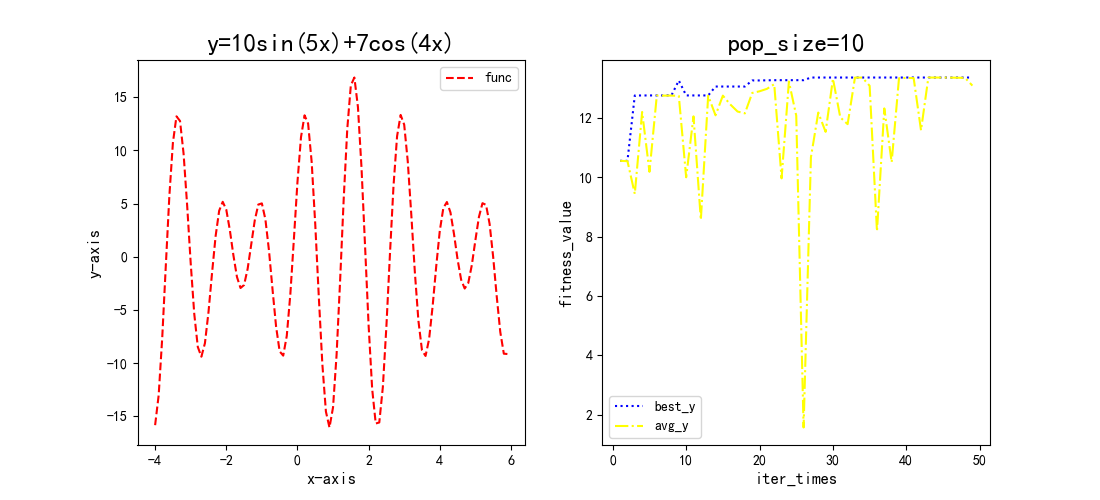 y=10sin(5x)+7cos(4x)
func
15
10
5
0
−5
−10
−15
y-axis
−4
−2
0
2
4
6
x-axis
pop_size=10
12
10
8
6
4
2
fitness_value
best_y
avg_y
0
10
20
30
40
50
iter_times